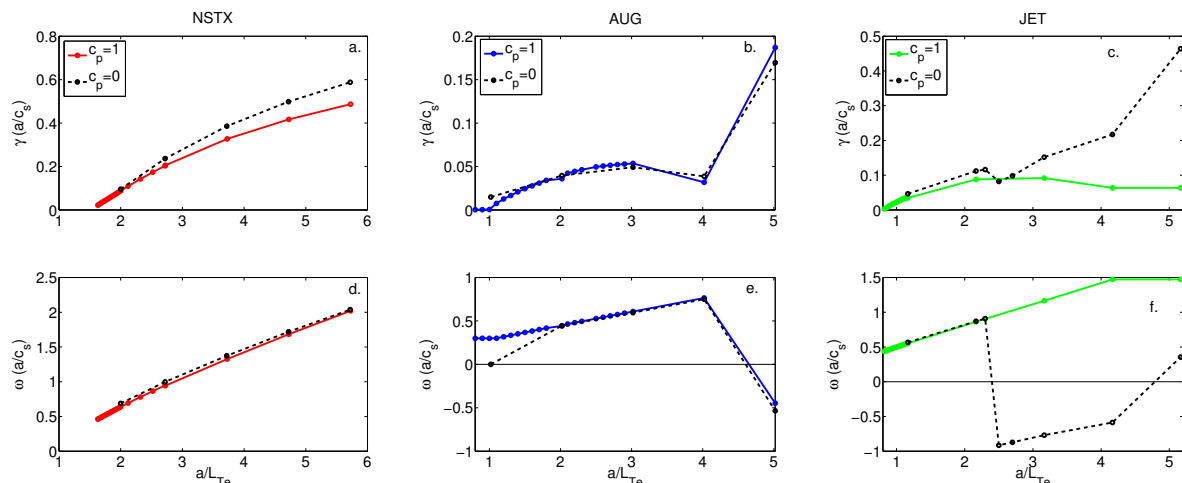 NSTX
AUG
JET
0.8
0.6
0.4
0.2
0
γ (a/c_s)
c_p=1
c_p=0
a.
1 2 3 4 5 6
0.2
0.15
0.1
0.05
0
γ (a/c_s)
c_p=1
c_p=0
b.
1 2 3 4 5
0.5
0.4
0.3
0.2
0.1
0
γ (a/c_s)
c_p=1
c_p=0
c.
1 2 3 4 5
2.5
2
1.5
1
0.5
0
ω (a/c_s)
d.
1 2 3 4 5 6
a/L_Te
1
0.5
0
−0.5
−1
ω (a/c_s)
e.
1 2 3 4 5
a/L_Te
1.5
1
0.5
0
−0.5
−1
ω (a/c_s)
f.
1 2 3 4 5
a/L_Te